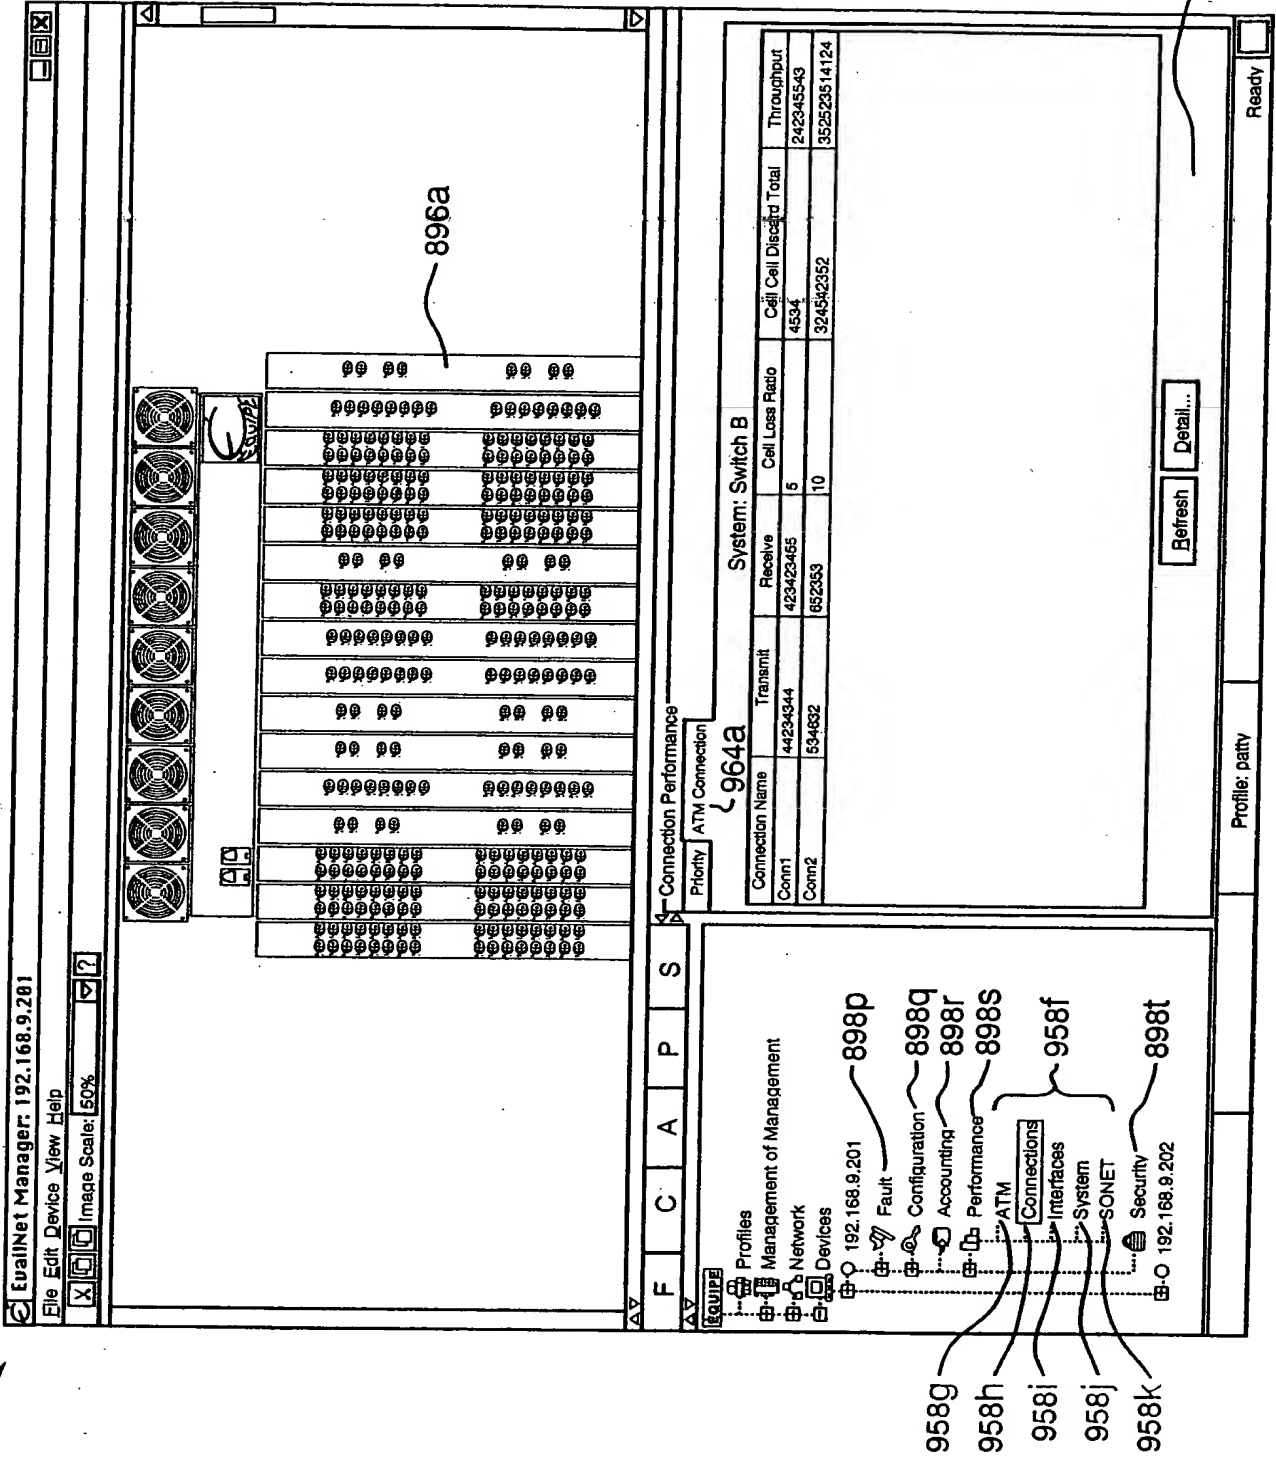 EualiNet Manager: 192.168.9.201
File Edit Device View Help
Image Scale: 50% ?
EQUIPE
896a
F C A P S
EQUIPE
Profiles
Management of Management
Network
Devices
192.168.9.201
Fault
Configuration
Accounting
Performance
ATM
Connections
Interfaces
System
SONET
Security
192.168.9.202
898p
898q
898r
898s
958f
898t
958g
958h
958i
958j
958k
Connection Performance
Priority ATM Connection
964a
System: Switch B
Connection Name Transmit Receive Cell Loss Ratio Cell Cell Discard Total Throughput
Conn1 44234344 423423465 5 4534 242345543
Conn2 534632 652353 10 324542352 352523514124
Refresh Detail...
Profile: patty
Ready